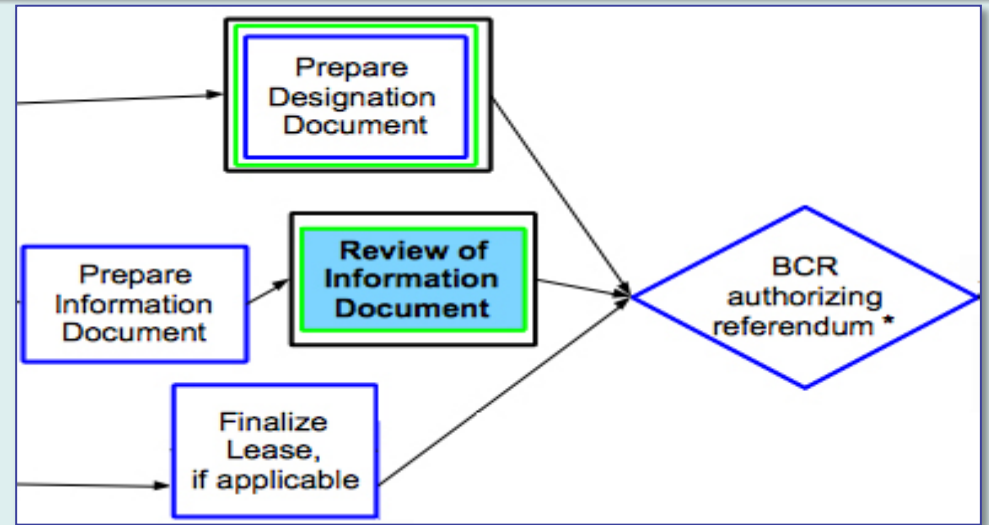 Prepare
Designation
Document
Prepare
Information
Document
Review of
Information
Document
Finalize
Lease,
if applicable
BCR
authorizing
referendum *